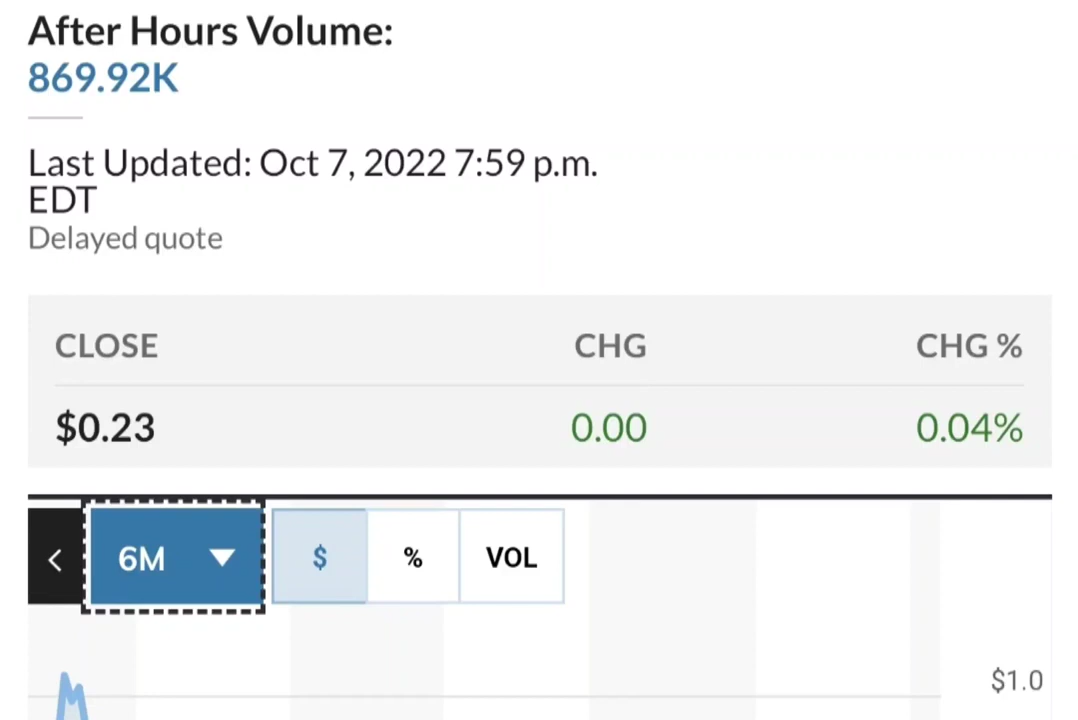 After Hours Volume:
869.92K
Last Updated: Oct 7, 2022 7:59 p.m.
EDT
Delayed quote
CLOSE CHG CHG %
$0.23 0.00 0.04%
6M $ % VOL
$1.0